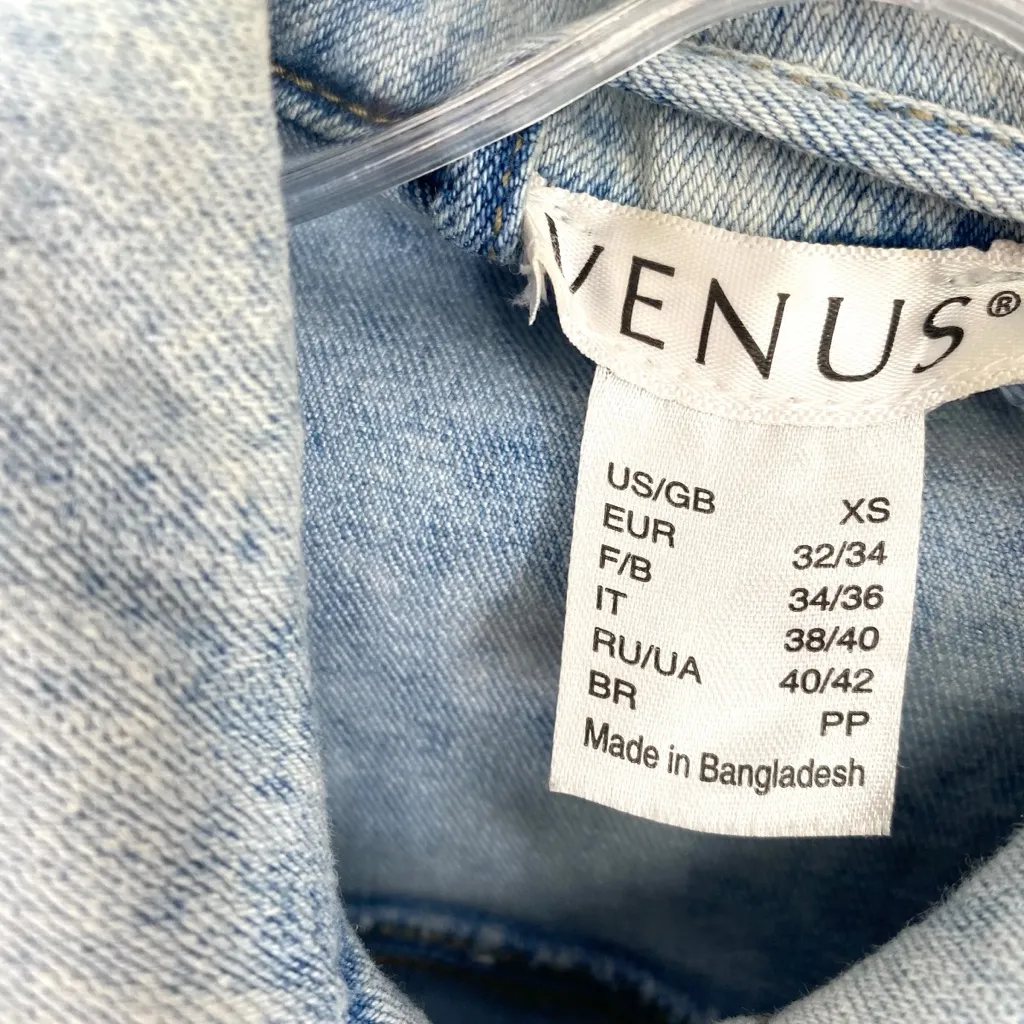 VENUS®
US/GB XS
EUR 32/34
F/B 34/36
IT 38/40
RU/UA 40/42
BR PP
Made in Bangladesh